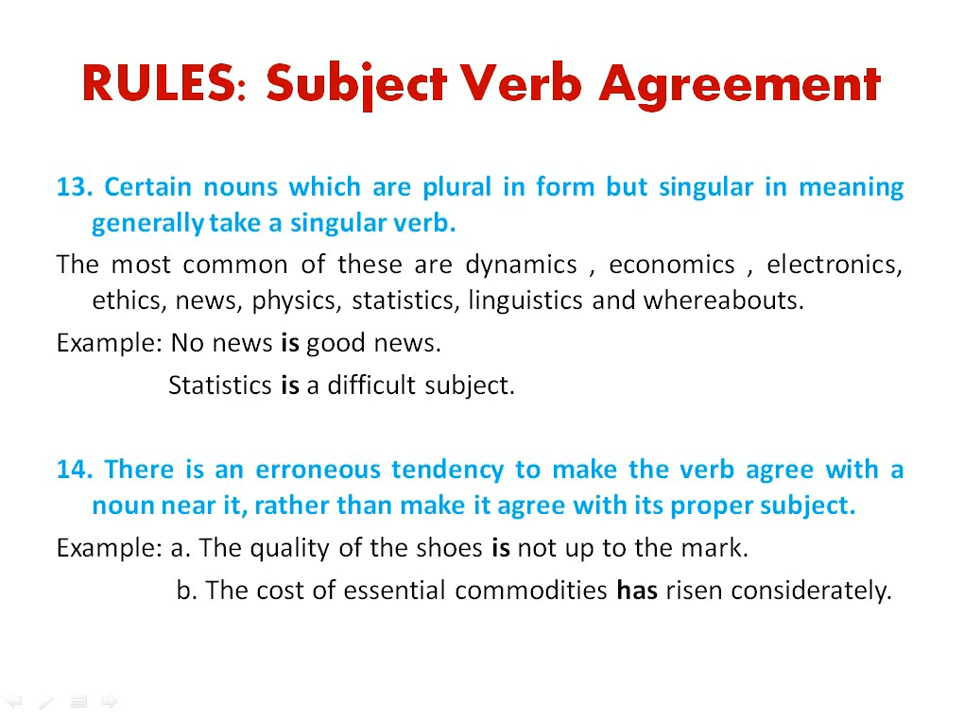 RULES: Subject Verb Agreement
13. Certain nouns which are plural in form but singular in meaning
generally take a singular verb.
The most common of these are dynamics , economics , electronics,
ethics, news, physics, statistics, linguistics and whereabouts.
Example: No news is good news.
Statistics is a difficult subject.
14. There is an erroneous tendency to make the verb agree with a
noun near it, rather than make it agree with its proper subject.
Example: a. The quality of the shoes is not up to the mark.
b. The cost of essential commodities has risen considerately.